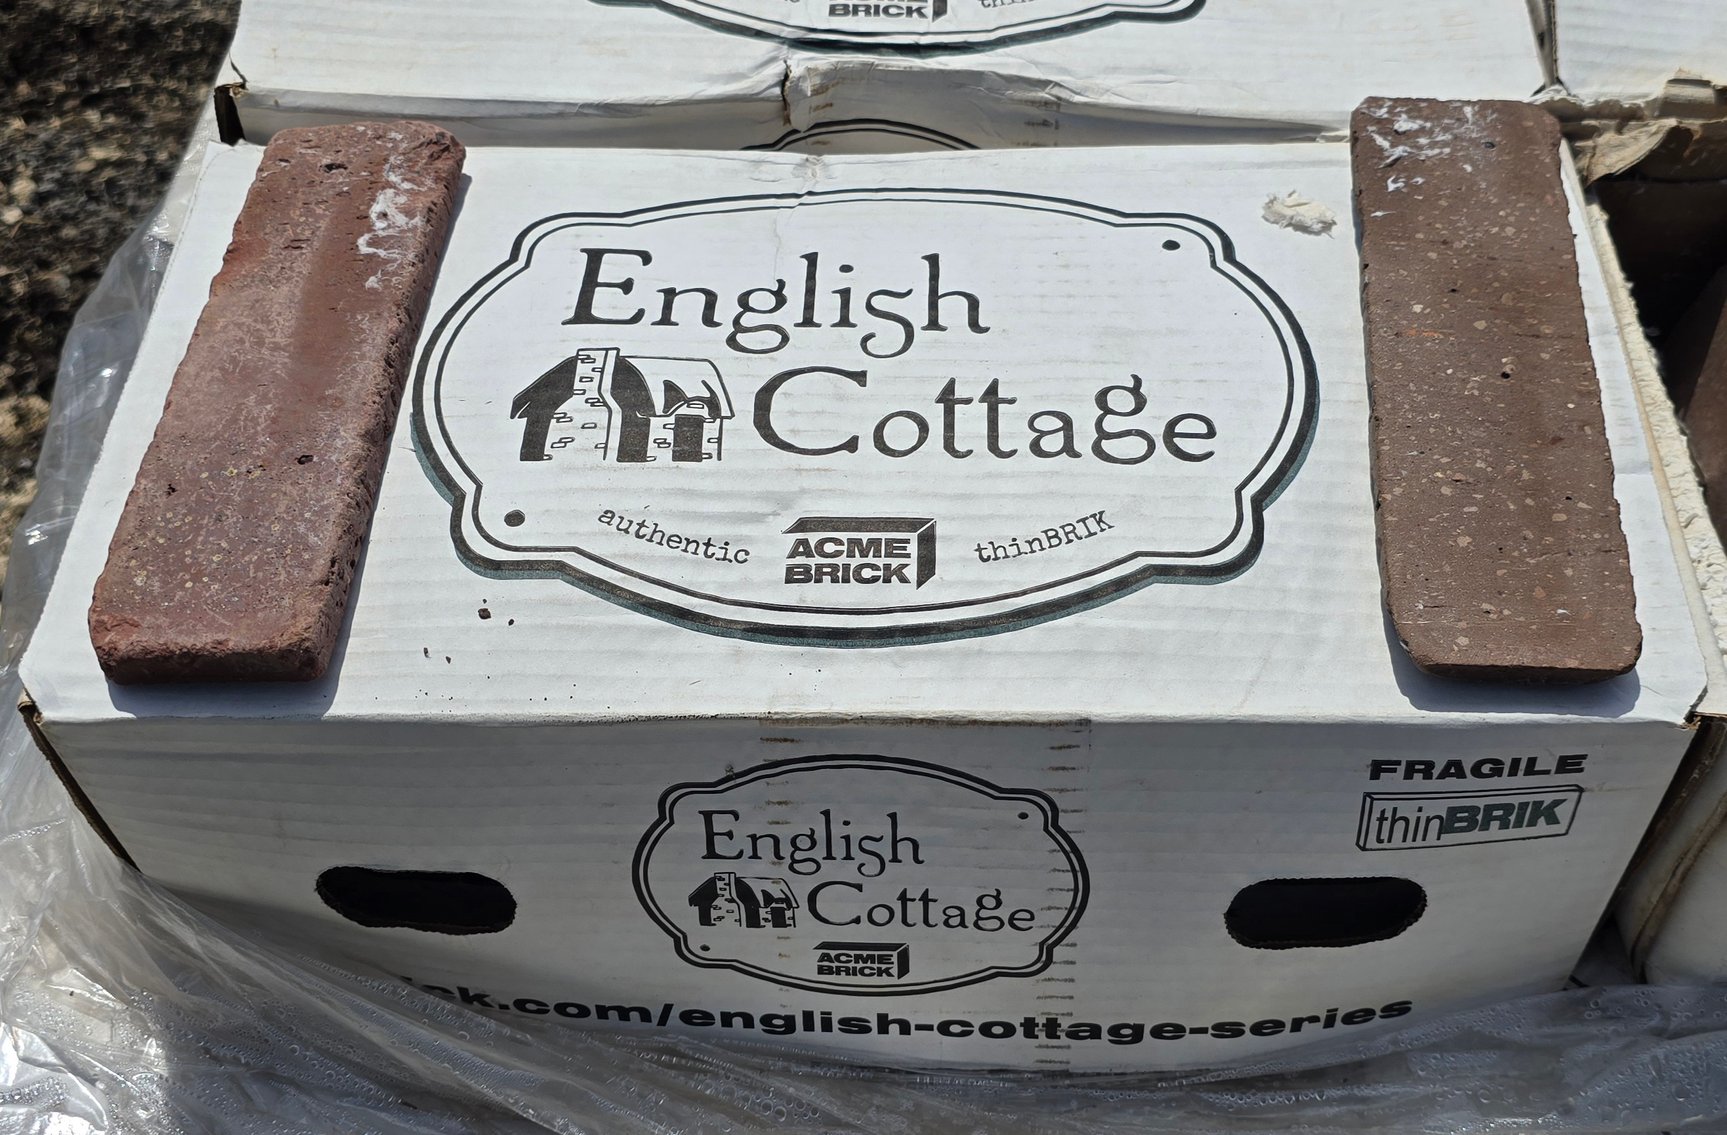 BRICK
English
Cottage
authentic ACME BRICK thinBRIK
FRAGILE
thinBRIK
English
Cottage
ACME
BRICK
ck.com/english-cottage-series